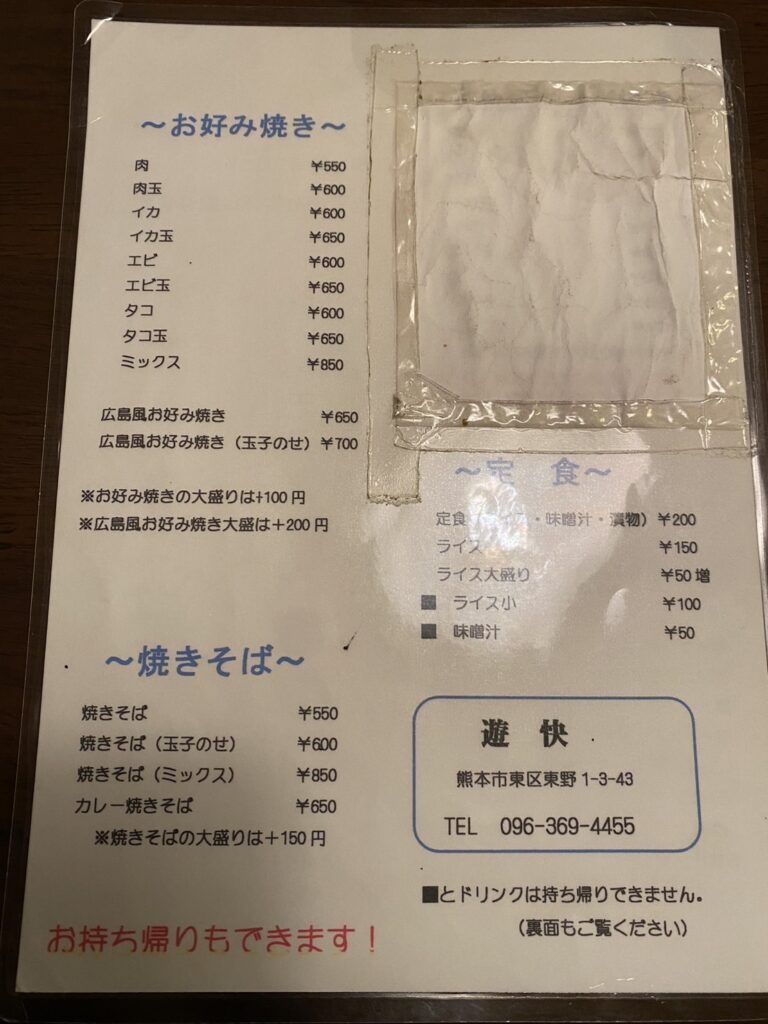 ～お好み焼き～
肉 ¥550
肉玉 ¥600
イカ ¥600
イカ玉 ¥650
エビ ¥600
エビ玉 ¥650
タコ ¥600
タコ玉 ¥650
ミックス ¥850
広島風お好み焼き ¥650
広島風お好み焼き（玉子のせ） ¥700
※お好み焼きの大盛りは+100円
※広島風お好み焼き大盛は＋200円
～焼きそば～
焼きそば ¥550
焼きそば（玉子のせ） ¥600
焼きそば（ミックス） ¥850
カレー焼きそば ¥650
※焼きそばの大盛りは＋150円
お持ち帰りもできます！
～定 食～
定食（ライス・味噌汁・漬物） ¥200
ライス ¥150
ライス大盛り ¥50増
■ ライス小 ¥100
■ 味噌汁 ¥50
遊 快
熊本市東区東野1-3-43
TEL 096-369-4455
■とドリンクは持ち帰りできません。
（裏面もご覧ください）